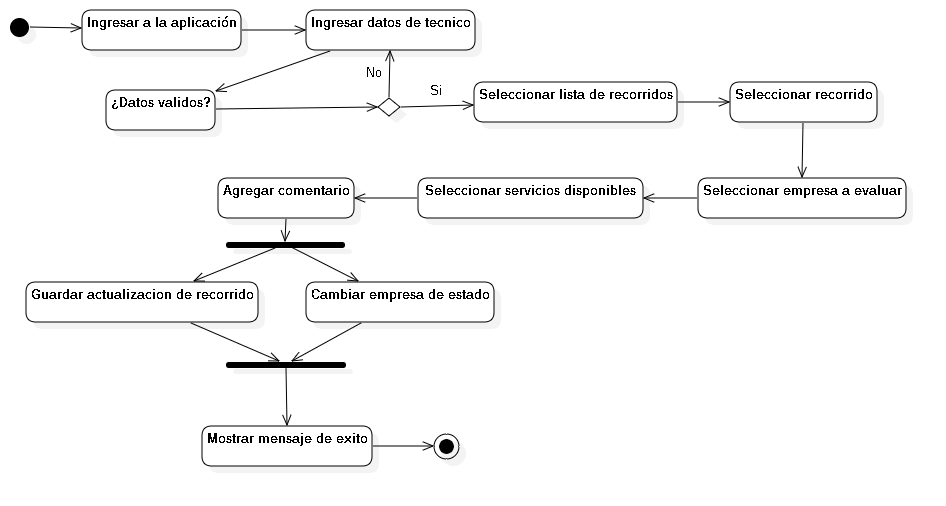 Ingresar a la aplicación
Ingresar datos de tecnico
No
¿Datos validos?
Si
Seleccionar lista de recorridos
Seleccionar recorrido
Agregar comentario
Seleccionar servicios disponibles
Seleccionar empresa a evaluar
Guardar actualizacion de recorrido
Cambiar empresa de estado
Mostrar mensaje de exito